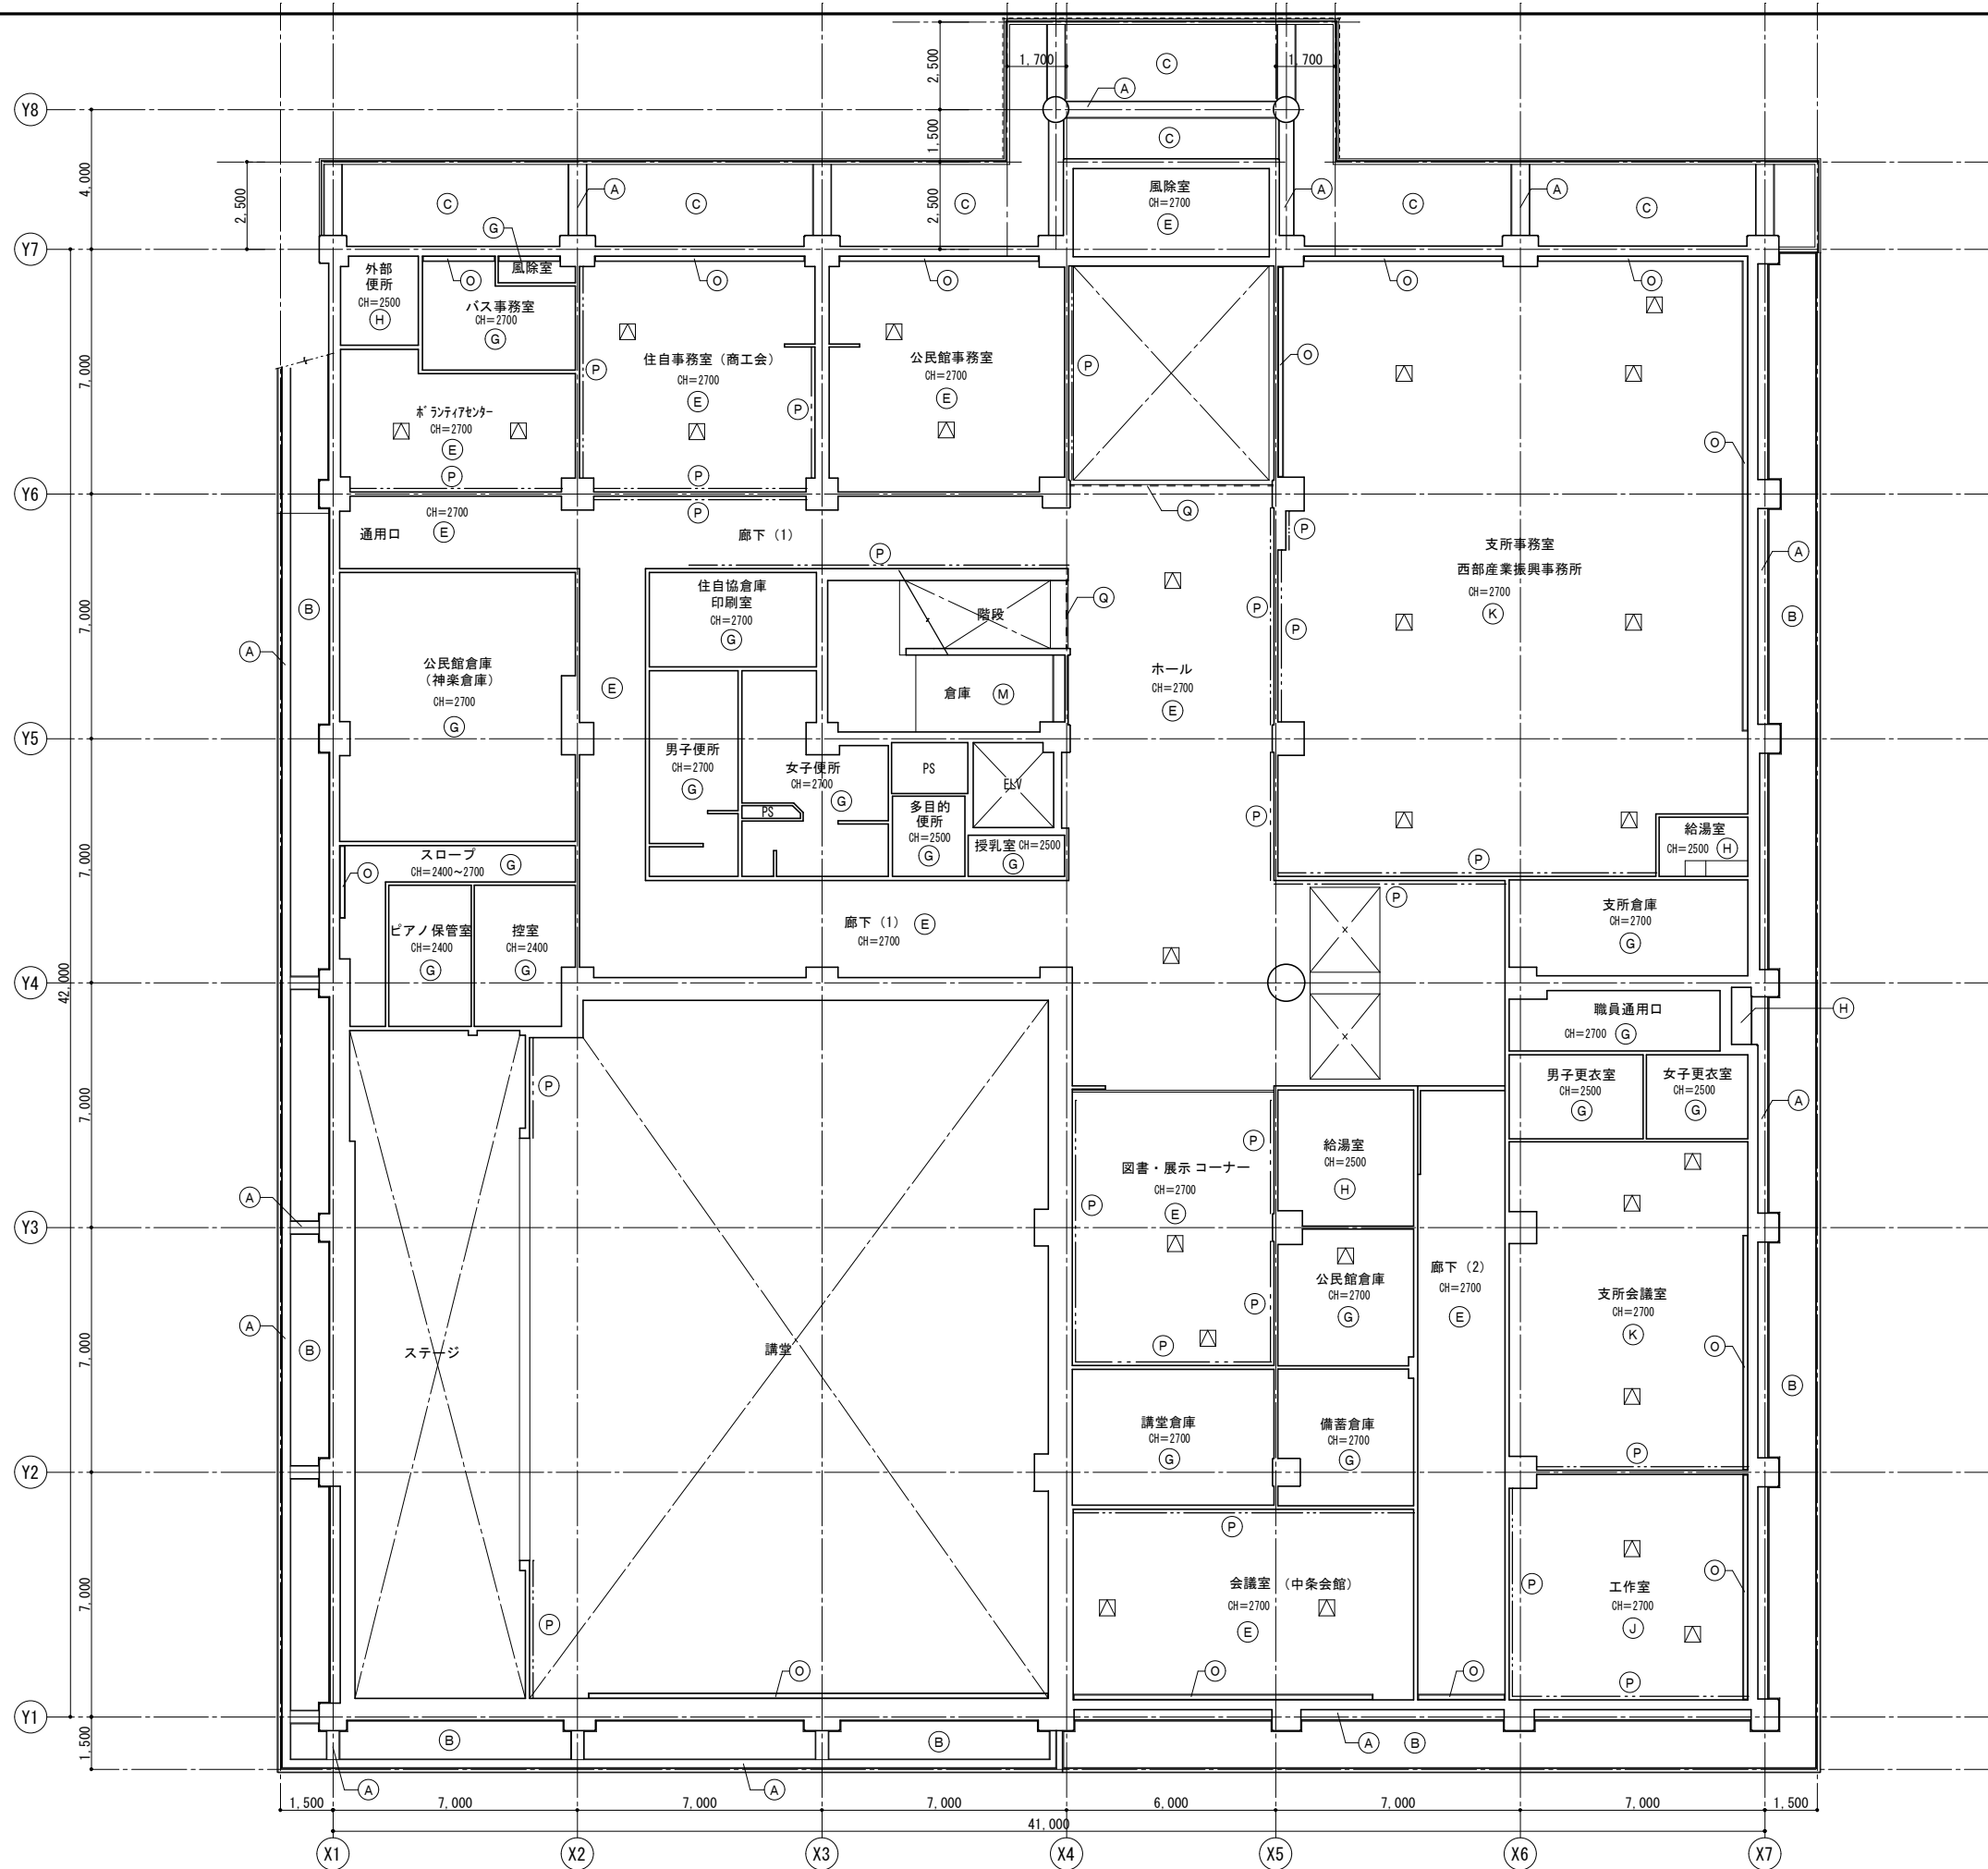 2,500
1,700
1,700
C
A
Y8
1,500
C
4,000
2,500
2,500
C
A
C
C
風除室
CH=2700
E
A
C
A
C
G
Y7
外部
便所
CH=2500
H
O
風除室
バス事務室
CH=2700
G
O
O
O
O
住自事務室（商工会）
CH=2700
E
P
P
P
公民館事務室
CH=2700
E
P
O
O
7,000
ボランティアセンター
CH=2700
E
P
Y6
CH=2700
通用口
E
P
廊下（1）
P
Q
P
支所事務室
西部産業振興事務所
CH=2700
K
A
B
7,000
B
A
住自協倉庫
印刷室
CH=2700
G
階段
Q
P
P
公民館倉庫
（神楽倉庫）
CH=2700
G
E
倉庫
M
ホール
CH=2700
E
Y5
男子便所
CH=2700
G
女子便所
CH=2700
G
PS
PS
ELV
多目的
便所
CH=2500
G
授乳室 CH=2500
G
P
P
給湯室
CH=2500
H
7,000
スロープ
CH=2400～2700
G
O
ピアノ保管室
CH=2400
G
控室
CH=2400
G
廊下（1）
CH=2700
E
P
支所倉庫
CH=2700
G
Y4
42,000
職員通用口
CH=2700
G
H
男子更衣室
CH=2500
G
女子更衣室
CH=2500
G
A
7,000
P
P
給湯室
CH=2500
H
図書・展示 コーナー
CH=2700
E
P
A
Y3
公民館倉庫
CH=2700
G
廊下（2）
CH=2700
E
支所会議室
CH=2700
K
O
P
P
A
B
7,000
ステージ
講堂
B
講堂倉庫
CH=2700
G
備蓄倉庫
CH=2700
G
P
Y2
P
会議室 （中条会館）
CH=2700
E
P
工作室
CH=2700
J
O
P
7,000
P
O
O
O
Y1
1,500
B
B
A
B
A
A
1,500
7,000
7,000
7,000
6,000
7,000
7,000
1,500
41,000
X1
X2
X3
X4
X5
X6
X7